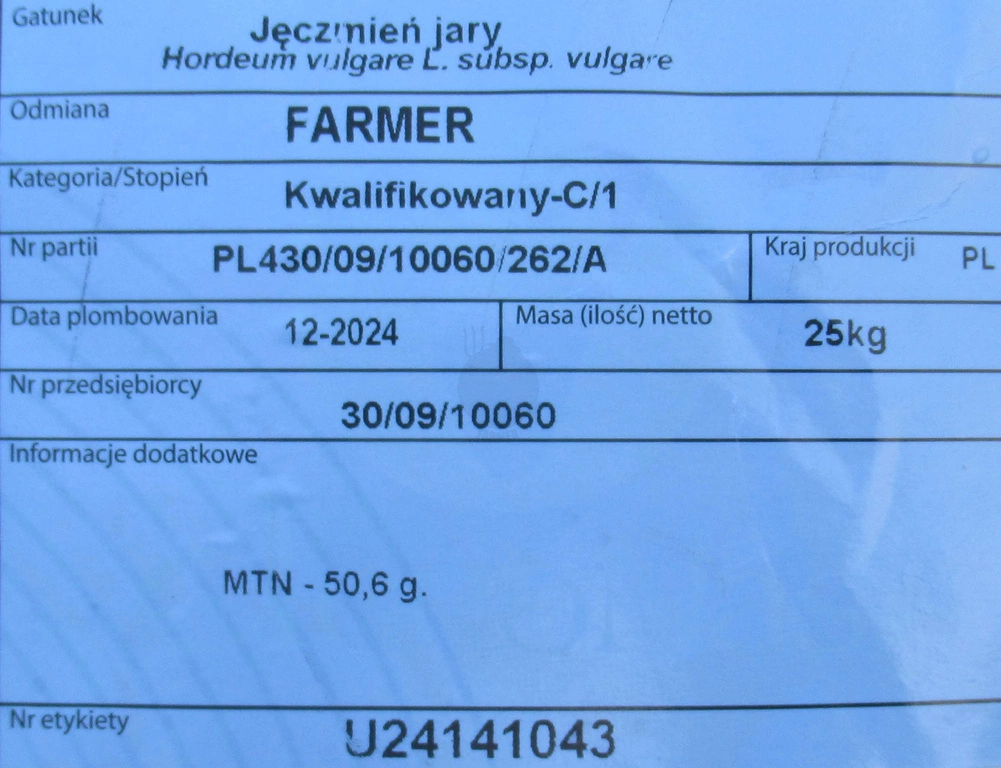 Gatunek
Jęczmień jary
Hordeum vulgare L. subsp. vulgare
Odmiana
FARMER
Kategoria/Stopień
Kwalifikowany-C/1
Nr partii
PL430/09/10060/262/A
Kraj produkcji
PL
Data plombowania
12-2024
Masa (ilość) netto
25kg
Nr przedsiębiorcy
30/09/10060
Informacje dodatkowe
MTN - 50,6 g.
Nr etykiety
U24141043